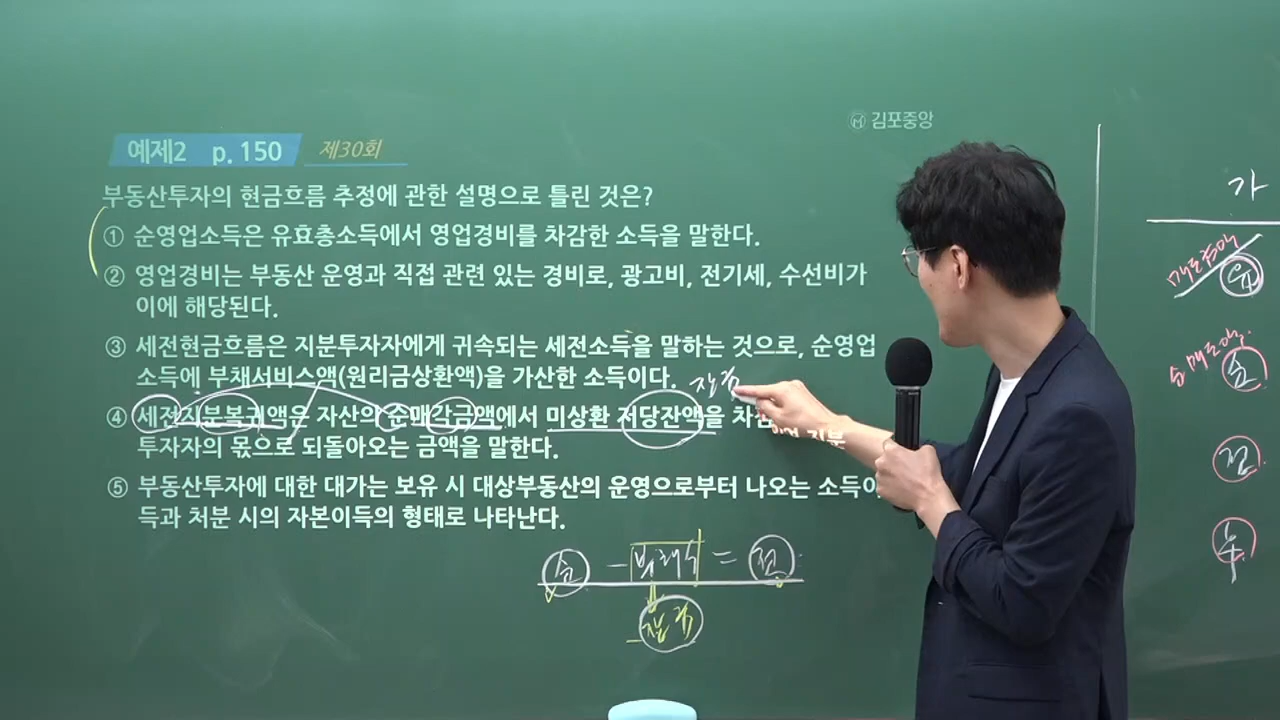 김포중앙
예제2 p. 150 제30회
부동산투자의 현금흐름 추정에 관한 설명으로 틀린 것은?
① 순영업소득은 유효총소득에서 영업경비를 차감한 소득을 말한다.
② 영업경비는 부동산 운영과 직접 관련 있는 경비로, 광고비, 전기세, 수선비가
이에 해당된다.
③ 세전현금흐름은 지분투자자에게 귀속되는 세전소득을 말하는 것으로, 순영업
소득에 부채서비스액(원리금상환액)을 가산한 소득이다.
④ 세전지분복귀액은 자산의 순매각금액에서 미상환 저당잔액을
지분
투자자의 몫으로 되돌아오는 금액을 말한다.
⑤ 부동산투자에 대한 대가는 보유 시 대상부동산의 운영으로부터 나오는
득과 처분 시의 자본이득의 형태로 나타난다.
순 - 부채서 = 전
가
순매도액
순
전